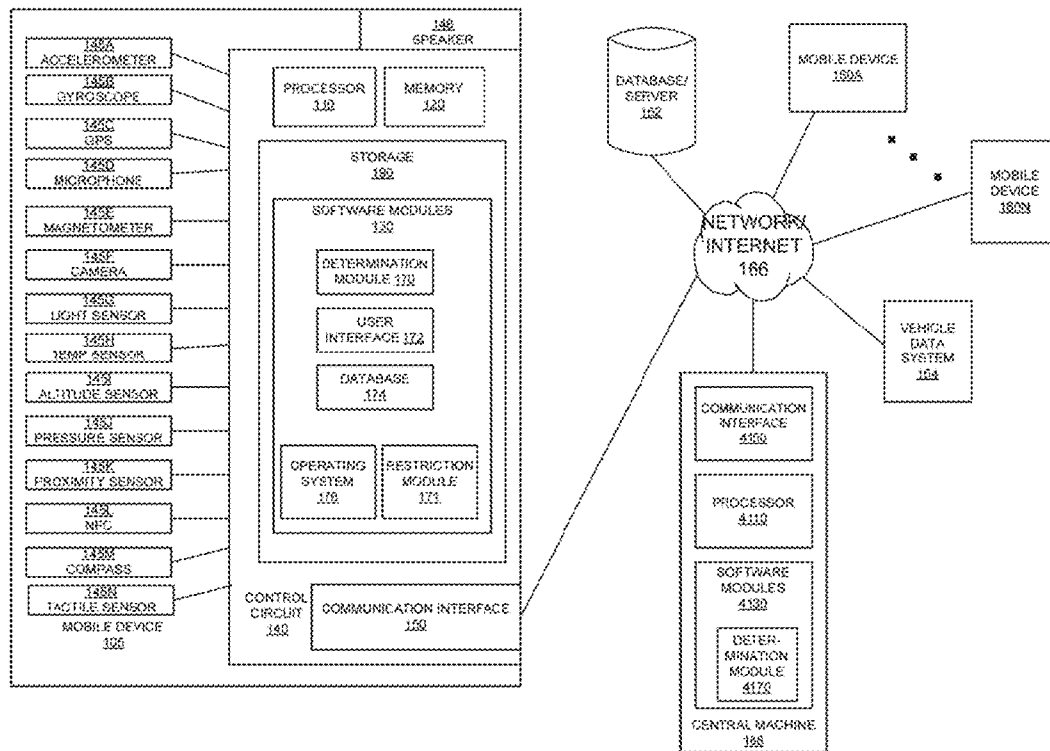 SPEAKER
145A
ACCELEROMETER
145B
GYROSCOPE
145C
GPS
145D
MICROPHONE
145E
MAGNETOMETER
145F
CAMERA
145G
LIGHT SENSOR
145H
TEMP SENSOR
145I
ALTITUDE SENSOR
145J
PRESSURE SENSOR
145K
PROXIMITY SENSOR
145L
NFC
145M
COMPASS
145N
TACTILE SENSOR
MOBILE DEVICE
105
PROCESSOR
110
MEMORY
120
STORAGE
190
SOFTWARE MODULES
130
DETERMINATION
MODULE 170
USER
INTERFACE 172
DATABASE
174
OPERATING
SYSTEM
176
RESTRICTION
MODULE
171
CONTROL
CIRCUIT
140
COMMUNICATION INTERFACE
150
DATABASE/
SERVER
162
MOBILE DEVICE
160A
MOBILE
DEVICE
160N
NETWORK/
INTERNET
166
VEHICLE
DATA
SYSTEM
164
COMMUNICATION
INTERFACE
4150
PROCESSOR
4110
SOFTWARE
MODULES
4130
DETER-
MINATION
MODULE
4170
CENTRAL MACHINE
168